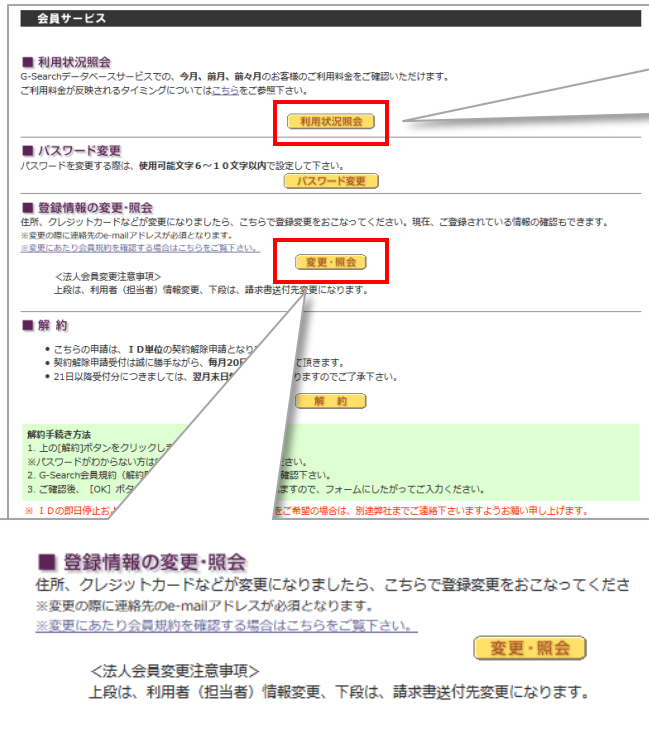 会員サービス
■ 利用状況照会
G-Searchデータベースサービスでの、今月、前月、前々月のお客様のご利用料金をご確認いただけます。
ご利用料金が反映されるタイミングについてはこちらをご参照下さい。
利用状況照会
■ パスワード変更
パスワードを変更する際は、使用可能文字6～10文字以内で設定して下さい。
パスワード変更
■ 登録情報の変更・照会
住所、クレジットカードなどが変更になりましたら、こちらで登録変更をおこなってください。現在、ご登録されている情報の確認もできます。
※変更の際に連絡先のe-mailアドレスが必須となります。
※変更にあたり会員規約を確認する場合はこちらをご覧下さい。
変更・照会
＜法人会員変更注意事項＞
上段は、利用者（担当者）情報変更、下段は、請求書送付先変更になります。
■ 解 約
• こちらの申請は、ＩＤ単位の契約解除申請となり
• 契約解除申請受付は誠に勝手ながら、毎月20日 て頂きます。
• 21日以降受付分につきましては、翌月末日 りますのでご了承下さい。
解 約
解約手続き方法
1. 上の[解約]ボタンをクリックしま
※パスワードがわからない方は さい。
2. G-Search会員規約（解約 確認下さい。
3. ご確認後、［OK］ボタ ますので、フォームにしたがってご入力ください。
※ ＩＤの即日停止およ をご希望の場合は、別途弊社までご連絡下さいますようお願い申し上げます。
■ 登録情報の変更・照会
住所、クレジットカードなどが変更になりましたら、こちらで登録変更をおこなってくださ
※変更の際に連絡先のe-mailアドレスが必須となります。
※変更にあたり会員規約を確認する場合はこちらをご覧下さい。
変更・照会
＜法人会員変更注意事項＞
上段は、利用者（担当者）情報変更、下段は、請求書送付先変更になります。